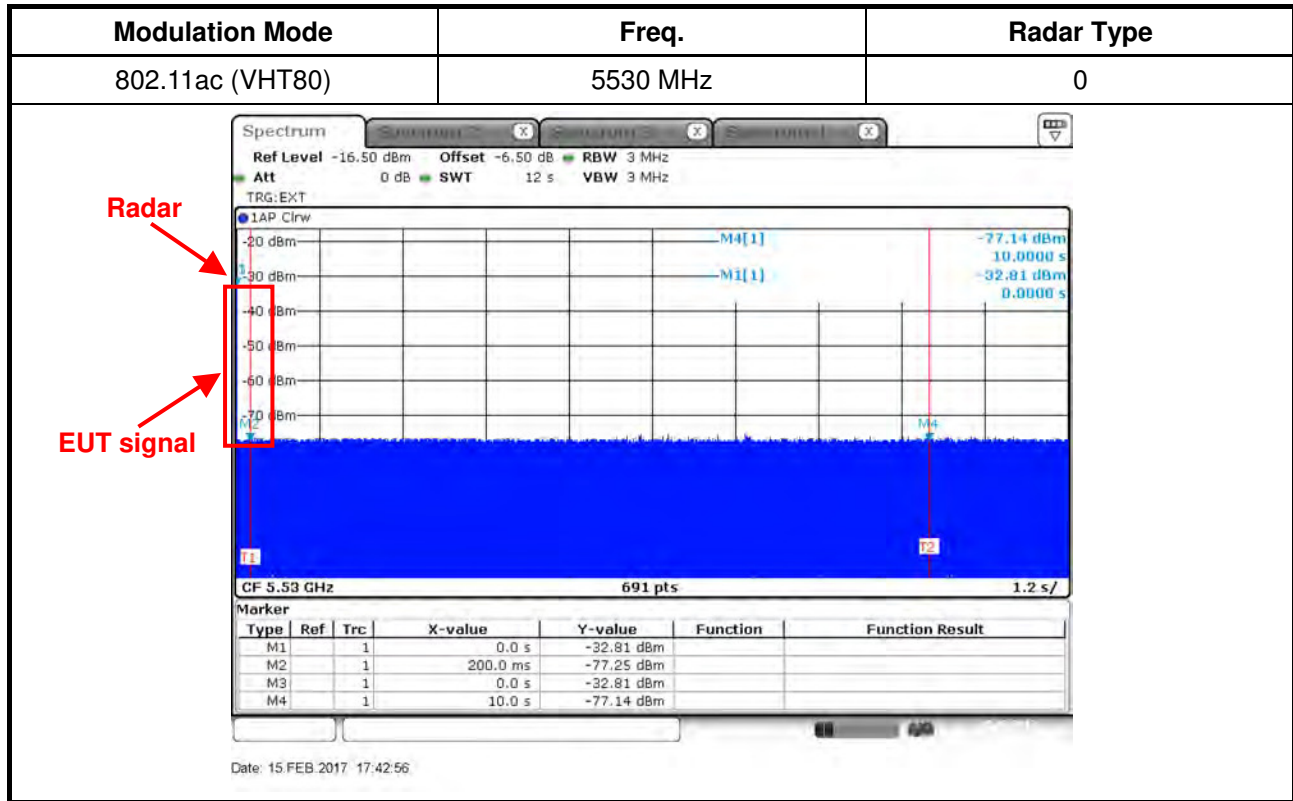 Modulation Mode Freq. Radar Type
802.11ac (VHT80) 5530 MHz 0
Spectrum X X X
Ref Level -16.50 dBm Offset -6.50 dB RBW 3 MHz
Att 0 dB SWT 12 s VBW 3 MHz
TRG:EXT
1AP Clrw
Radar
-20 dBm
M4[1] -77.14 dBm
10.0000 s
1
-30 dBm
M1[1] -32.81 dBm
0.0000 s
-40 dBm
-50 dBm
-60 dBm
-70 dBm
M2 M4
EUT signal
T1 T2
CF 5.53 GHz 691 pts 1.2 s/
Marker
Type Ref Trc X-value Y-value Function Function Result
M1 1 0.0 s -32.81 dBm
M2 1 200.0 ms -77.25 dBm
M3 1 0.0 s -32.81 dBm
M4 1 10.0 s -77.14 dBm
Date: 15.FEB.2017 17:42:56